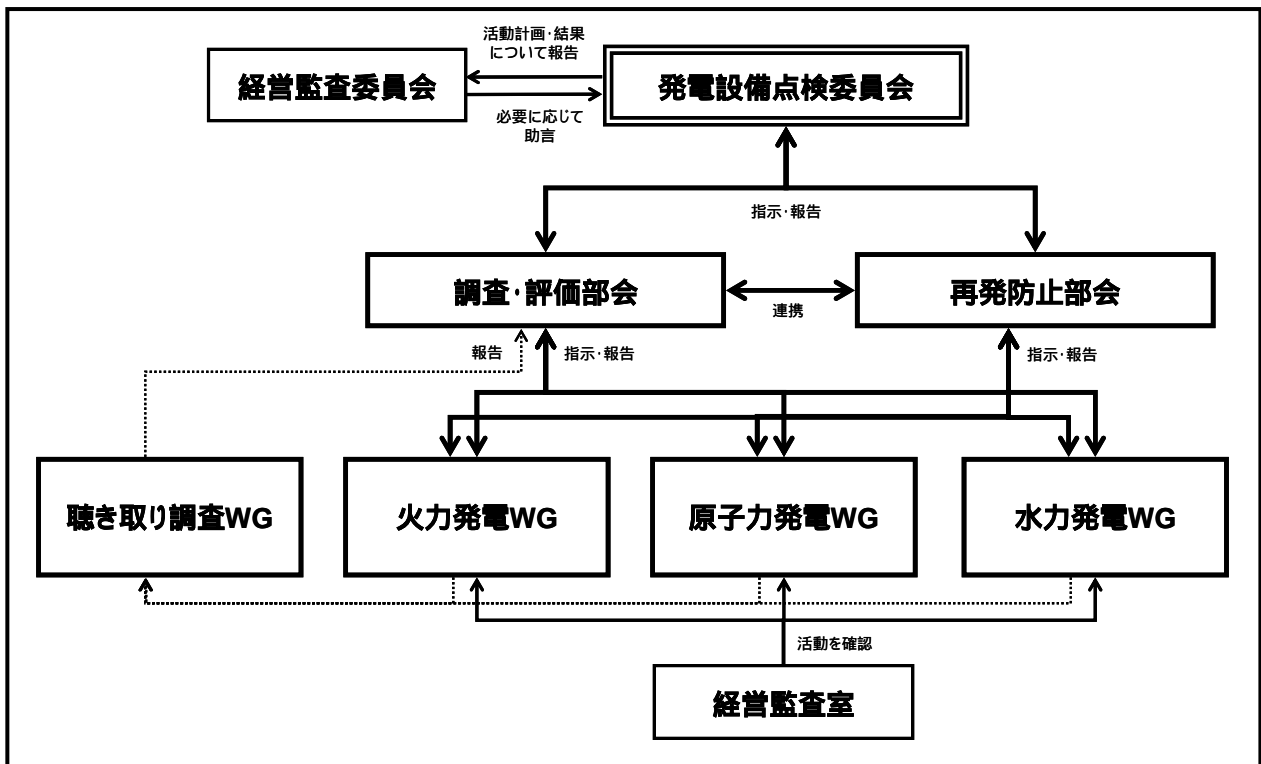 活動計画・結果
について報告
経営監査委員会
発電設備点検委員会
必要に応じて
助言
指示・報告
調査・評価部会
再発防止部会
連携
報告
指示・報告
指示・報告
聴き取り調査WG
火力発電WG
原子力発電WG
水力発電WG
活動を確認
経営監査室